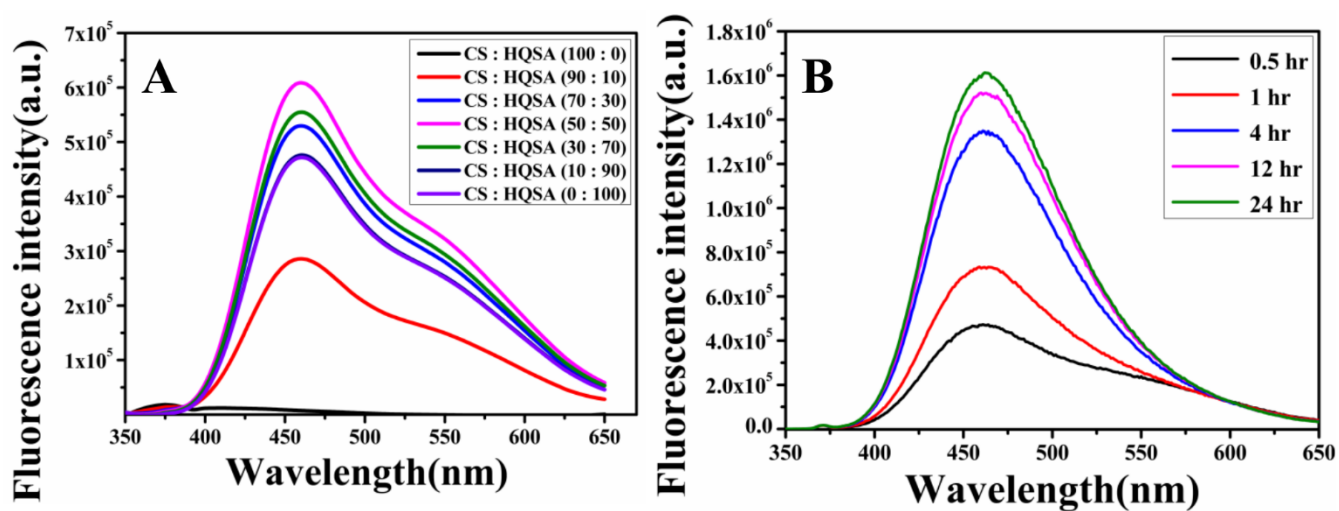 A
Fluorescence intensity(a.u.)
7x10⁵
6x10⁵
5x10⁵
4x10⁵
3x10⁵
2x10⁵
1x10⁵
CS : HQSA (100 : 0)
CS : HQSA (90 : 10)
CS : HQSA (70 : 30)
CS : HQSA (50 : 50)
CS : HQSA (30 : 70)
CS : HQSA (10 : 90)
CS : HQSA (0 : 100)
350 400 450 500 550 600 650
Wavelength(nm)
B
Fluorescence intensity(a.u.)
1.8x10⁶
1.6x10⁶
1.4x10⁶
1.2x10⁶
1.0x10⁶
8.0x10⁵
6.0x10⁵
4.0x10⁵
2.0x10⁵
0.0
0.5 hr
1 hr
4 hr
12 hr
24 hr
350 400 450 500 550 600 650
Wavelength(nm)